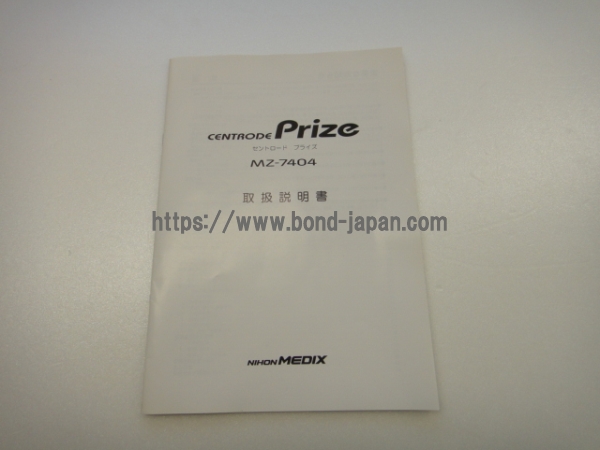 CENTRODE Prize
セントロード プライズ
MZ-7404
取扱説明書
https://www.bond-japan.com
NIHON MEDIX